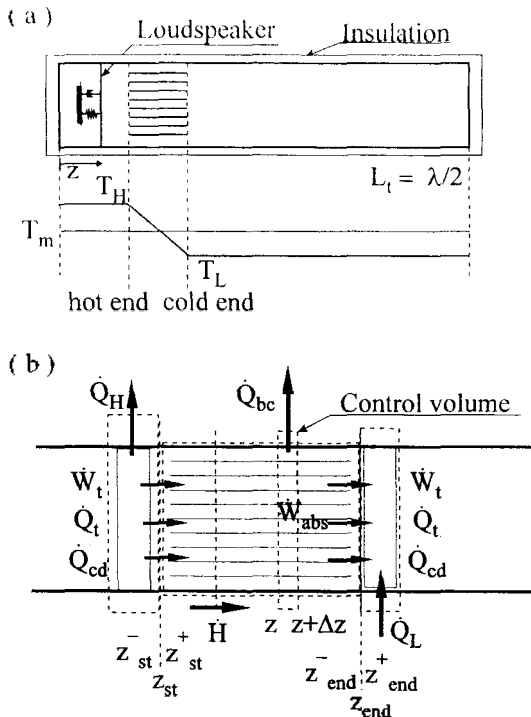 ( a )
Loudspeaker
Insulation
z
T_H
L_t = λ/2
T_m
T_L
hot end cold end
( b )
Q̇_H
Q̇_bc
Control volume
Ẇ_t
Ẇ_t
Q̇_t
Ẇ_abs
Q̇_t
Q̇_cd
Q̇_cd
z⁻_st
z⁺_st
Ḣ
z z+Δz
Q̇_L
z⁻_end
z⁺_end
z_st
z_end